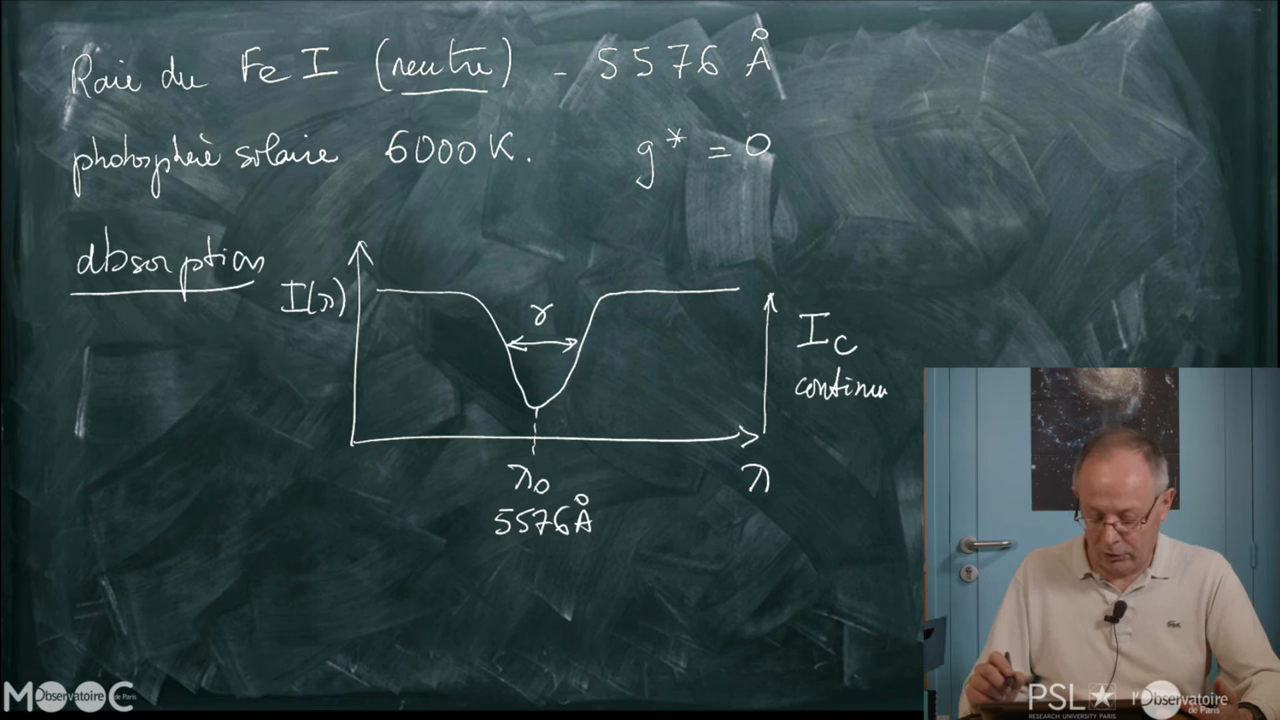 Raie du Fe I (neutre) - 5576 Å
photosphère solaire 6000 K. g* = 0
absorption
I(λ)
γ
I_C
continu
λ₀
λ
5576 Å
MOOC Observatoire de Paris
PSL★
RESEARCH UNIVERSITY PARIS
l'Observatoire
de Paris